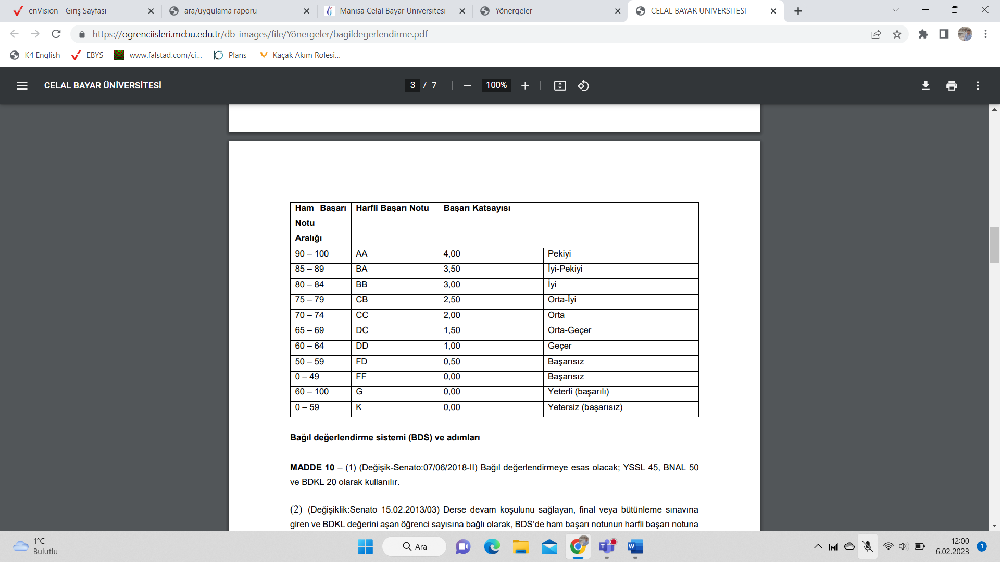 enVision - Giriş Sayfası
ara/uygulama raporu
Manisa Celal Bayar Üniversitesi -
Yönergeler
CELAL BAYAR ÜNİVERSİTESİ
https://ogrenciisleri.mcbu.edu.tr/db_images/file/Yönergeler/bagildegerlendirme.pdf
K4 English
EBYS
www.falstad.com/ci...
Plans
Kaçak Akım Rölesi...
CELAL BAYAR ÜNİVERSİTESİ
3 / 7
100%
Ham Başarı Notu Aralığı Harfli Başarı Notu Başarı Katsayısı
90 – 100 AA 4,00 Pekiyi
85 – 89 BA 3,50 İyi-Pekiyi
80 – 84 BB 3,00 İyi
75 – 79 CB 2,50 Orta-İyi
70 – 74 CC 2,00 Orta
65 – 69 DC 1,50 Orta-Geçer
60 – 64 DD 1,00 Geçer
50 – 59 FD 0,50 Başarısız
0 – 49 FF 0,00 Başarısız
60 – 100 G 0,00 Yeterli (başarılı)
0 – 59 K 0,00 Yetersiz (başarısız)
Bağıl değerlendirme sistemi (BDS) ve adımları
MADDE 10 – (1) (Değişik-Senato:07/06/2018-II) Bağıl değerlendirmeye esas olacak; YSSL 45, BNAL 50
ve BDKL 20 olarak kullanılır.
(2) (Değişiklik:Senato 15.02.2013/03) Derse devam koşulunu sağlayan, final veya bütünleme sınavına
giren ve BDKL değerini aşan öğrenci sayısına bağlı olarak, BDS’de ham başarı notunun harfli başarı notuna
1°C
Bulutlu
Ara
12:00
6.02.2023
1